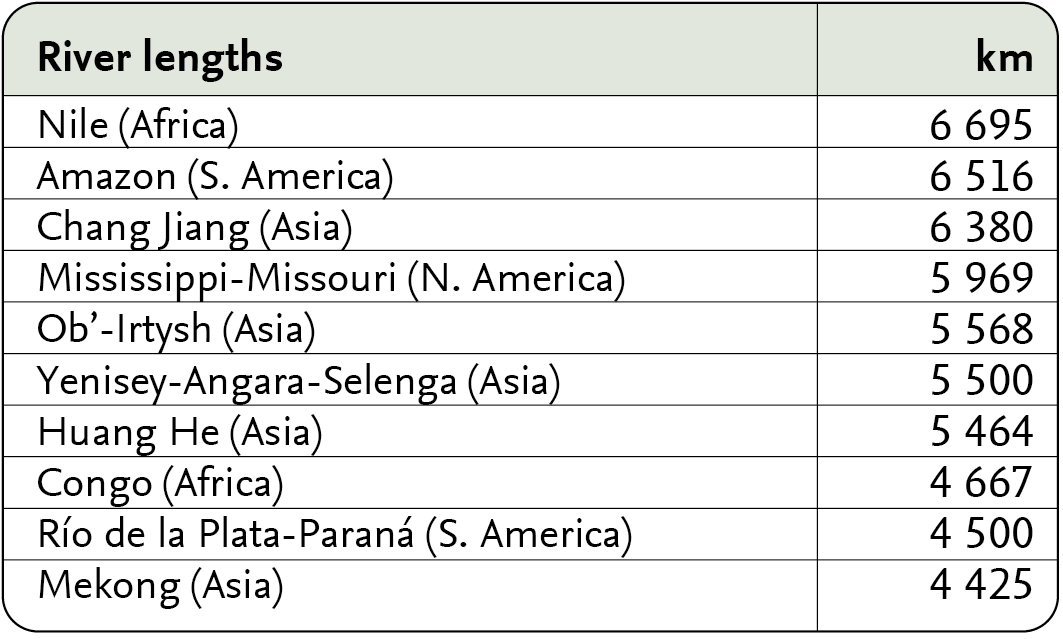 River lengths km
Nile (Africa) 6 695
Amazon (S. America) 6 516
Chang Jiang (Asia) 6 380
Mississippi-Missouri (N. America) 5 969
Ob’-Irtysh (Asia) 5 568
Yenisey-Angara-Selenga (Asia) 5 500
Huang He (Asia) 5 464
Congo (Africa) 4 667
Río de la Plata-Paraná (S. America) 4 500
Mekong (Asia) 4 425